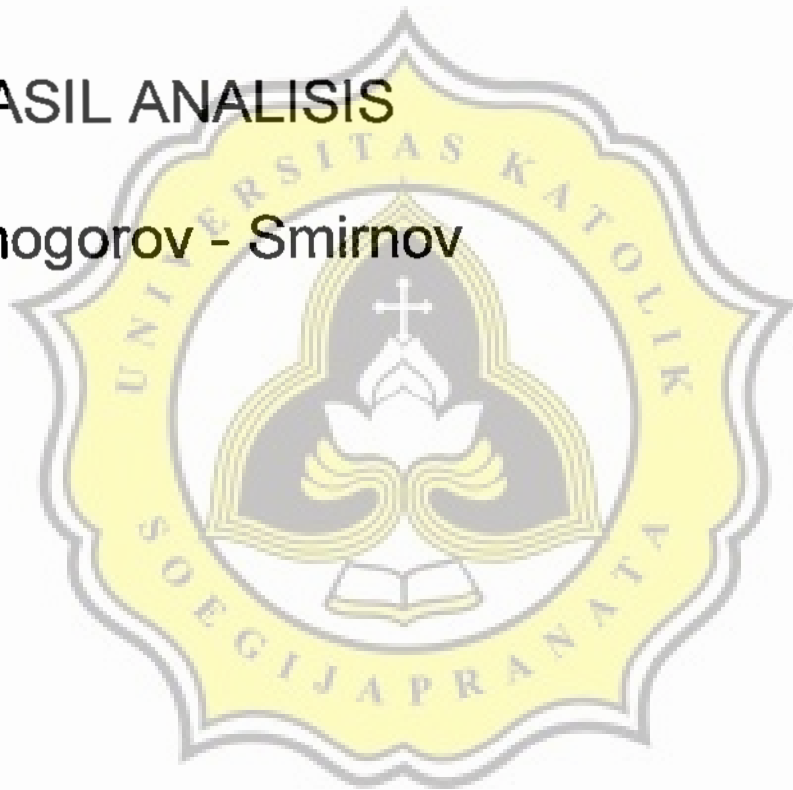 ASIL ANALISIS
nogorov - Smirnov
UNIVERSITAS KATOLIK
SOEGIJAPRANATA